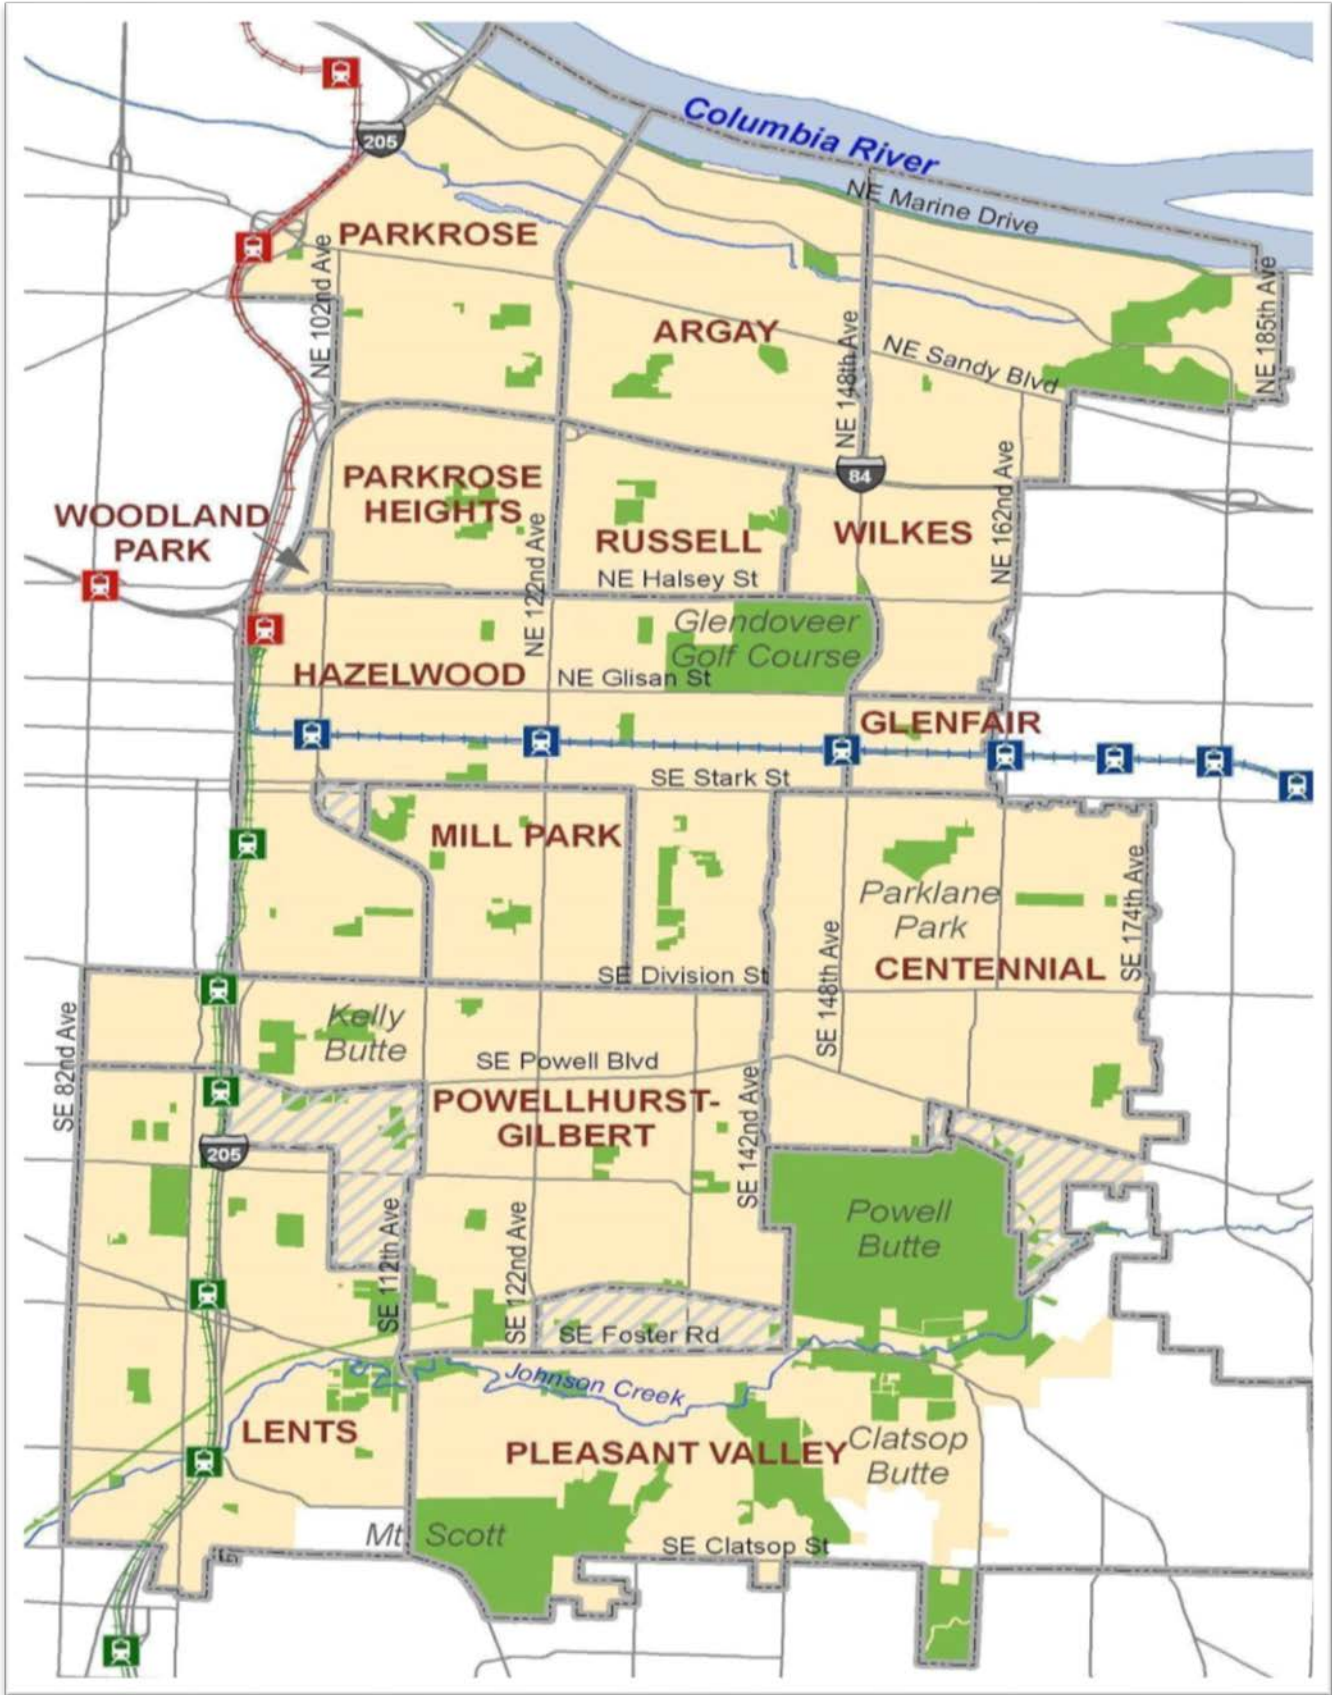 Columbia River
205
NE Marine Drive
PARKROSE
NE 102nd Ave
NE 185th Ave
ARGAY
NE 148th Ave
NE Sandy Blvd
PARKROSE
HEIGHTS
84
NE 162nd Ave
WOODLAND
PARK
RUSSELL
WILKES
NE 122nd Ave
NE Halsey St
Glendoveer
Golf Course
HAZELWOOD
NE Glisan St
GLENFAIR
SE Stark St
MILL PARK
Parklane
Park
SE 174th Ave
CENTENNIAL
SE Division St
SE 148th Ave
SE 82nd Ave
Kelly
Butte
SE Powell Blvd
POWELLHURST-
GILBERT
SE 142nd Ave
205
Powell
Butte
SE 112th Ave
SE 122nd Ave
SE Foster Rd
Johnson Creek
LENTS
PLEASANT VALLEY
Clatsop
Butte
Mt. Scott
SE Clatsop St